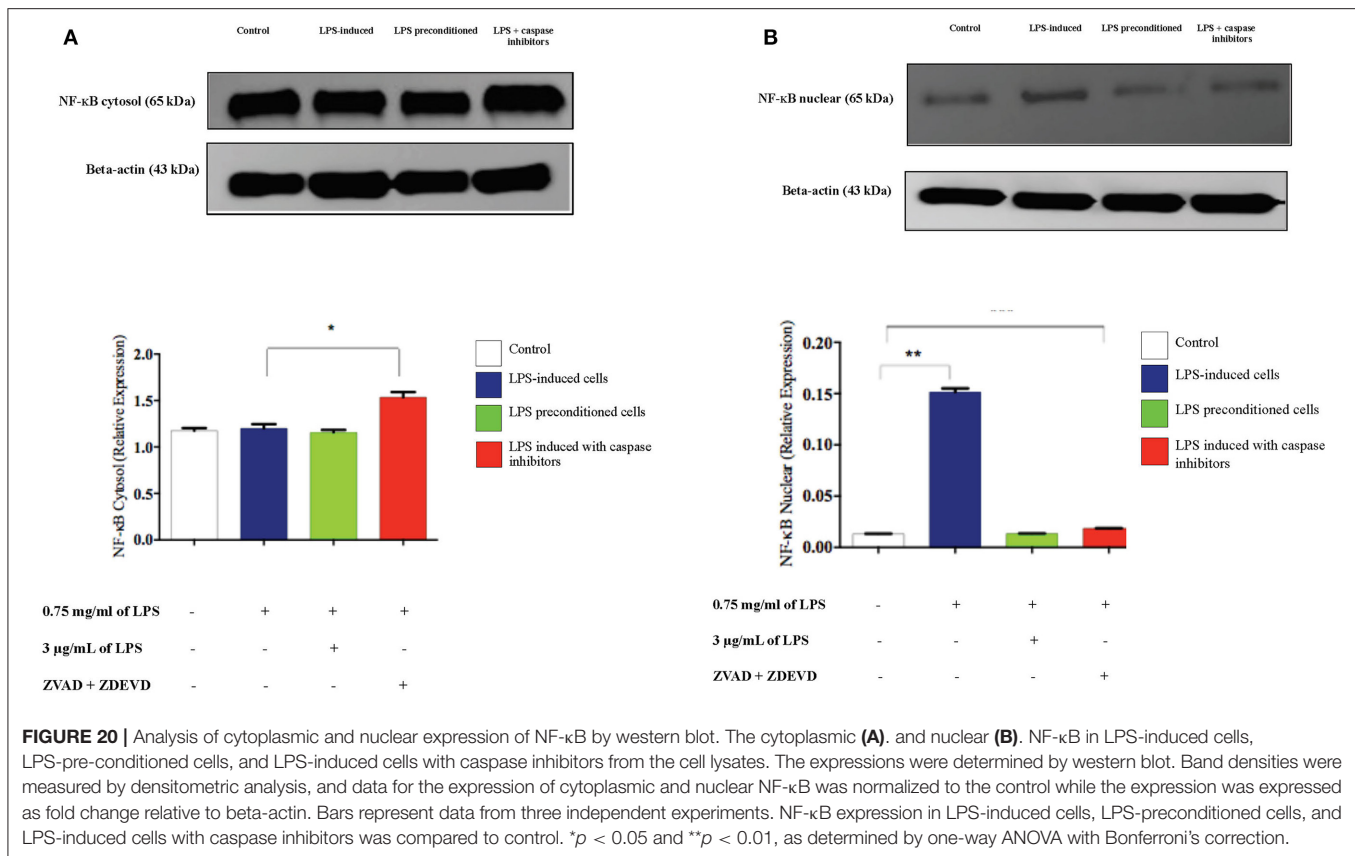 A
Control LPS-induced LPS preconditioned LPS + caspase
inhibitors
NF-κB cytosol (65 kDa)
Beta-actin (43 kDa)
*
NF-κB Cytosol (Relative Expression)
2.0
1.5
1.0
0.5
0.0
Control
LPS-induced cells
LPS preconditioned cells
LPS induced with caspase
inhibitors
0.75 mg/ml of LPS - + + +
3 µg/mL of LPS - - + -
ZVAD + ZDEVD - - - +
B
Control LPS-induced LPS preconditioned LPS + caspase
inhibitors
NF-κB nuclear (65 kDa)
Beta-actin (43 kDa)
**
NF-κB Nuclear (Relative Expression)
0.20
0.15
0.10
0.05
0.00
Control
LPS-induced cells
LPS preconditioned cells
LPS induced with caspase
inhibitors
0.75 mg/ml of LPS - + + +
3 µg/mL of LPS - - + -
ZVAD + ZDEVD - - - +
FIGURE 20 | Analysis of cytoplasmic and nuclear expression of NF-κB by western blot. The cytoplasmic (A). and nuclear (B). NF-κB in LPS-induced cells,
LPS-pre-conditioned cells, and LPS-induced cells with caspase inhibitors from the cell lysates. The expressions were determined by western blot. Band densities were
measured by densitometric analysis, and data for the expression of cytoplasmic and nuclear NF-κB was normalized to the control while the expression was expressed
as fold change relative to beta-actin. Bars represent data from three independent experiments. NF-κB expression in LPS-induced cells, LPS-preconditioned cells, and
LPS-induced cells with caspase inhibitors was compared to control. *p < 0.05 and **p < 0.01, as determined by one-way ANOVA with Bonferroni's correction.